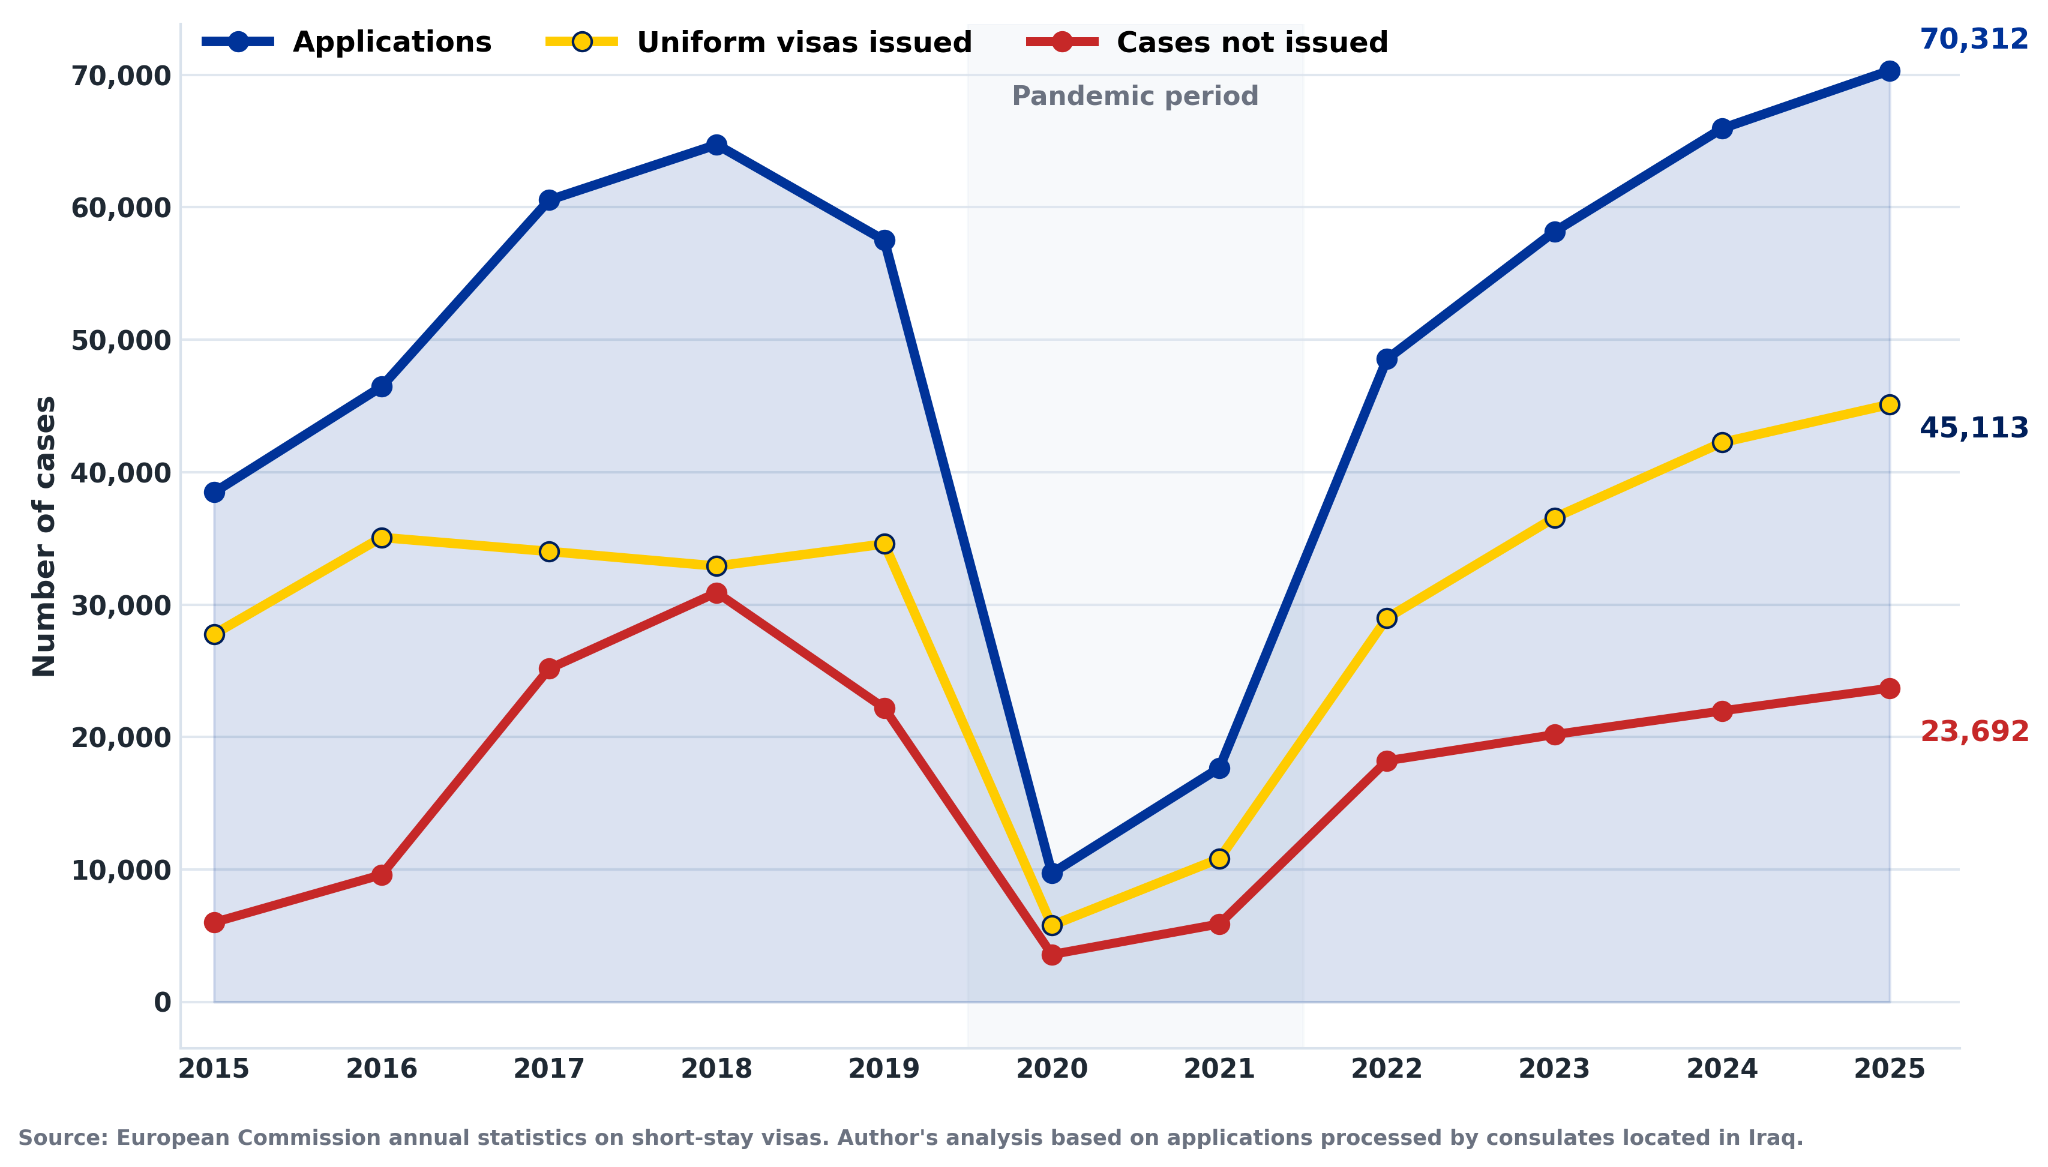 Applications Uniform visas issued Cases not issued
70,312
Pandemic period
70,000
60,000
50,000
40,000
30,000
20,000
10,000
0
Number of cases
45,113
23,692
2015 2016 2017 2018 2019 2020 2021 2022 2023 2024 2025
Source: European Commission annual statistics on short-stay visas. Author's analysis based on applications processed by consulates located in Iraq.